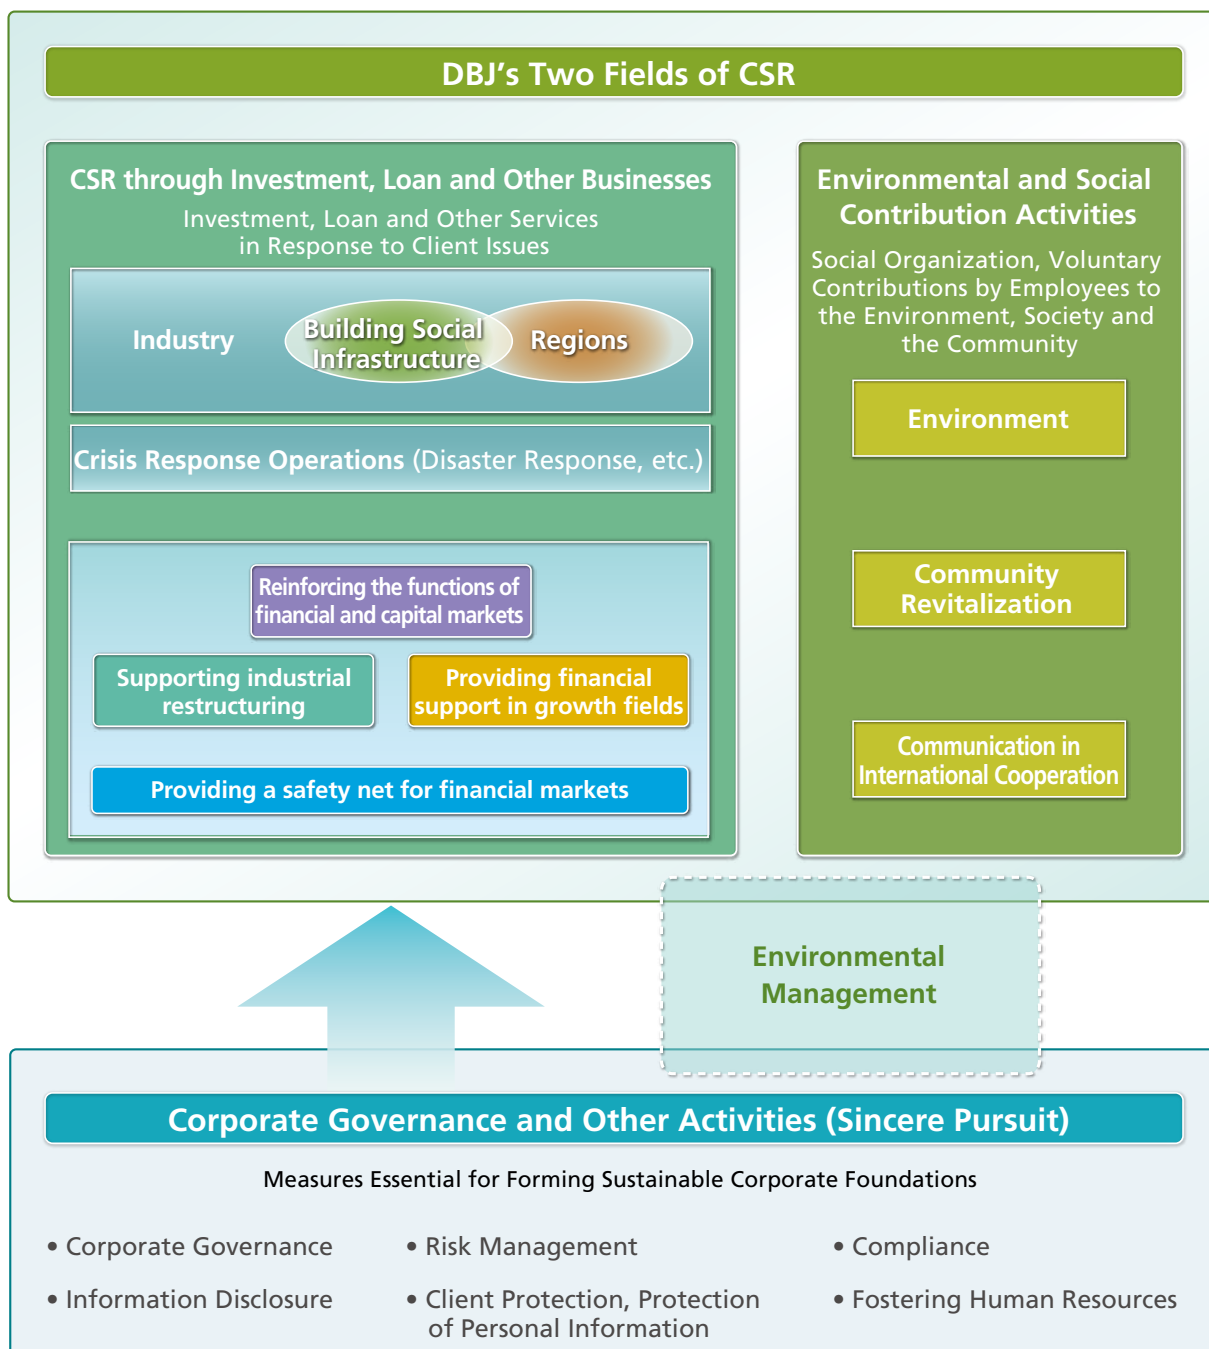 DBJ's Two Fields of CSR
CSR through Investment, Loan and Other Businesses
Investment, Loan and Other Services
in Response to Client Issues
Industry
Building Social
Infrastructure
Regions
Crisis Response Operations (Disaster Response, etc.)
Reinforcing the functions of
financial and capital markets
Supporting industrial
restructuring
Providing financial
support in growth fields
Providing a safety net for financial markets
Environmental and Social
Contribution Activities
Social Organization, Voluntary
Contributions by Employees to
the Environment, Society and
the Community
Environment
Community
Revitalization
Communication in
International Cooperation
Environmental
Management
Corporate Governance and Other Activities (Sincere Pursuit)
Measures Essential for Forming Sustainable Corporate Foundations
• Corporate Governance
• Risk Management
• Compliance
• Information Disclosure
• Client Protection, Protection
of Personal Information
• Fostering Human Resources